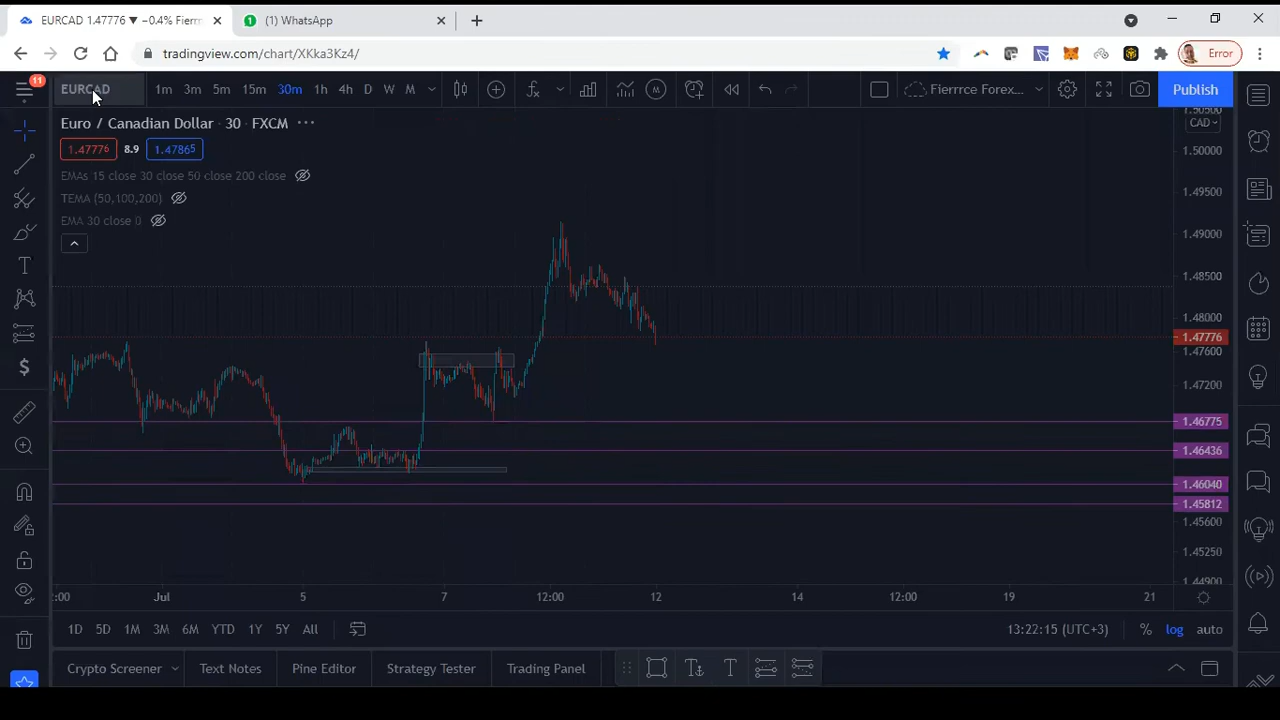 EURCAD 1.47776 ▼ −0.4% Fierrr
(1) WhatsApp
tradingview.com/chart/XKka3Kz4/
Error
11
EURCAD
1m 3m 5m 15m 30m 1h 4h D W M
Fierrrce Forex...
Publish
Euro / Canadian Dollar · 30 · FXCM
1.47776 8.9 1.47865
EMAs 15 close 30 close 50 close 200 close
TEMA (50,100,200)
EMA 30 close 0
1.50500
CAD
1.50000
1.49500
1.49000
1.48500
1.48000
1.47776
1.47600
1.47200
1.46775
1.46436
1.46040
1.45812
1.45600
1.45250
1.44900
:00 Jul 5 7 12:00 12 14 12:00 19 21
1D 5D 1M 3M 6M YTD 1Y 5Y All
13:22:15 (UTC+3) % log auto
Crypto Screener Text Notes Pine Editor Strategy Tester Trading Panel